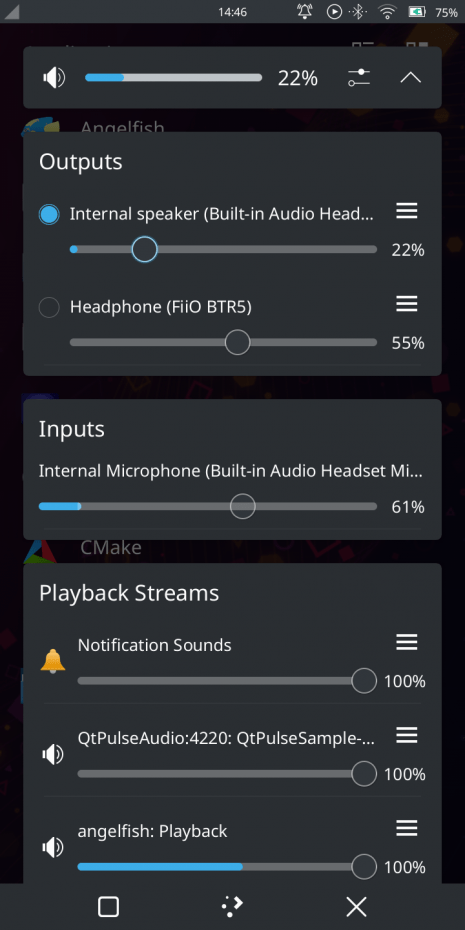 14:46
75%
22%
Angelfish
Outputs
Internal speaker (Built-in Audio Head...
22%
Headphone (FiiO BTR5)
55%
Inputs
Internal Microphone (Built-in Audio Headset Mi...
61%
CMake
Playback Streams
Notification Sounds
100%
QtPulseAudio:4220: QtPulseSample-...
100%
angelfish: Playback
100%